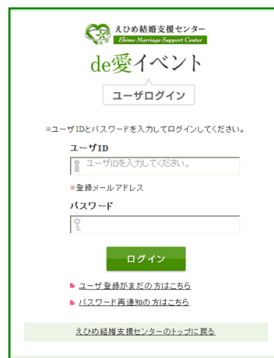 えひめ結婚支援センター
Ehime Marriage Support Center
de愛イベント
ユーザログイン
※ユーザIDとパスワードを入力してログインしてください。
ユーザID
ユーザIDを入力してください。
※登録メールアドレス
パスワード
ログイン
ユーザ登録がまだの方はこちら
パスワード再通知の方はこちら
えひめ結婚支援センターのトップに戻る